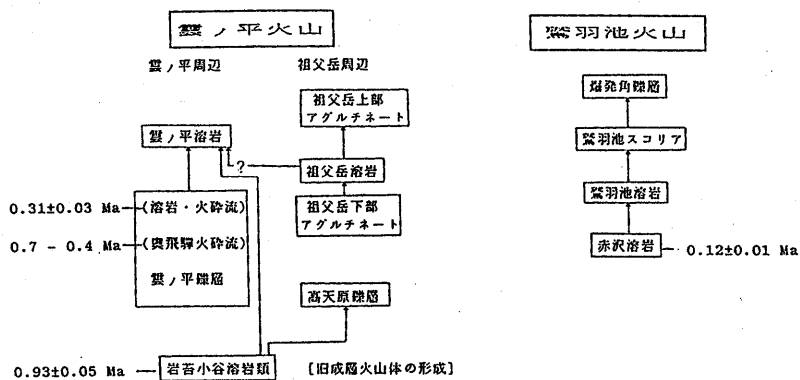 雲ノ平火山
雲ノ平周辺
祖父岳周辺
祖父岳上部
アグルチネート
雲ノ平溶岩
?
祖父岳溶岩
祖父岳下部
アグルチネート
0.31±0.03 Ma
(溶岩・火砕流)
0.7 - 0.4 Ma
(奥飛騨火砕流)
雲ノ平礫層
高天原礫層
0.93±0.05 Ma
岩苔小谷溶岩類
[旧成層火山体の形成]
鷲羽池火山
爆発角礫層
鷲羽池スコリア
鷲羽池溶岩
赤沢溶岩
0.12±0.01 Ma